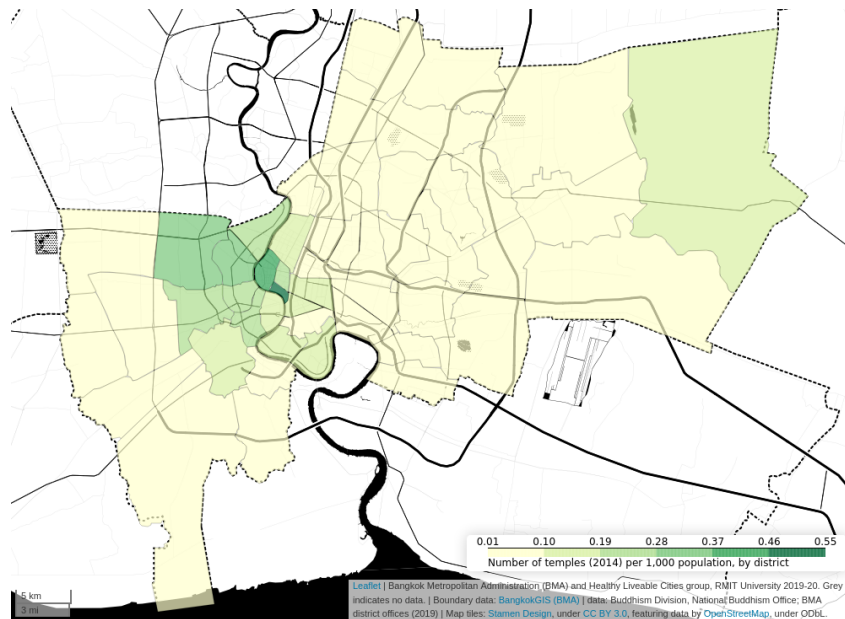 0.01 0.10 0.19 0.28 0.37 0.46 0.55
Number of temples (2014) per 1,000 population, by district
5 km
3 mi
Leaflet | Bangkok Metropolitan Administration (BMA) and Healthy Liveable Cities group, RMIT University 2019-20. Grey
indicates no data. | Boundary data: BangkokGIS (BMA) | data: Buddhism Division, National Buddhism Office; BMA
district offices (2019) | Map tiles: Stamen Design, under CC BY 3.0, featuring data by OpenStreetMap, under ODbL.